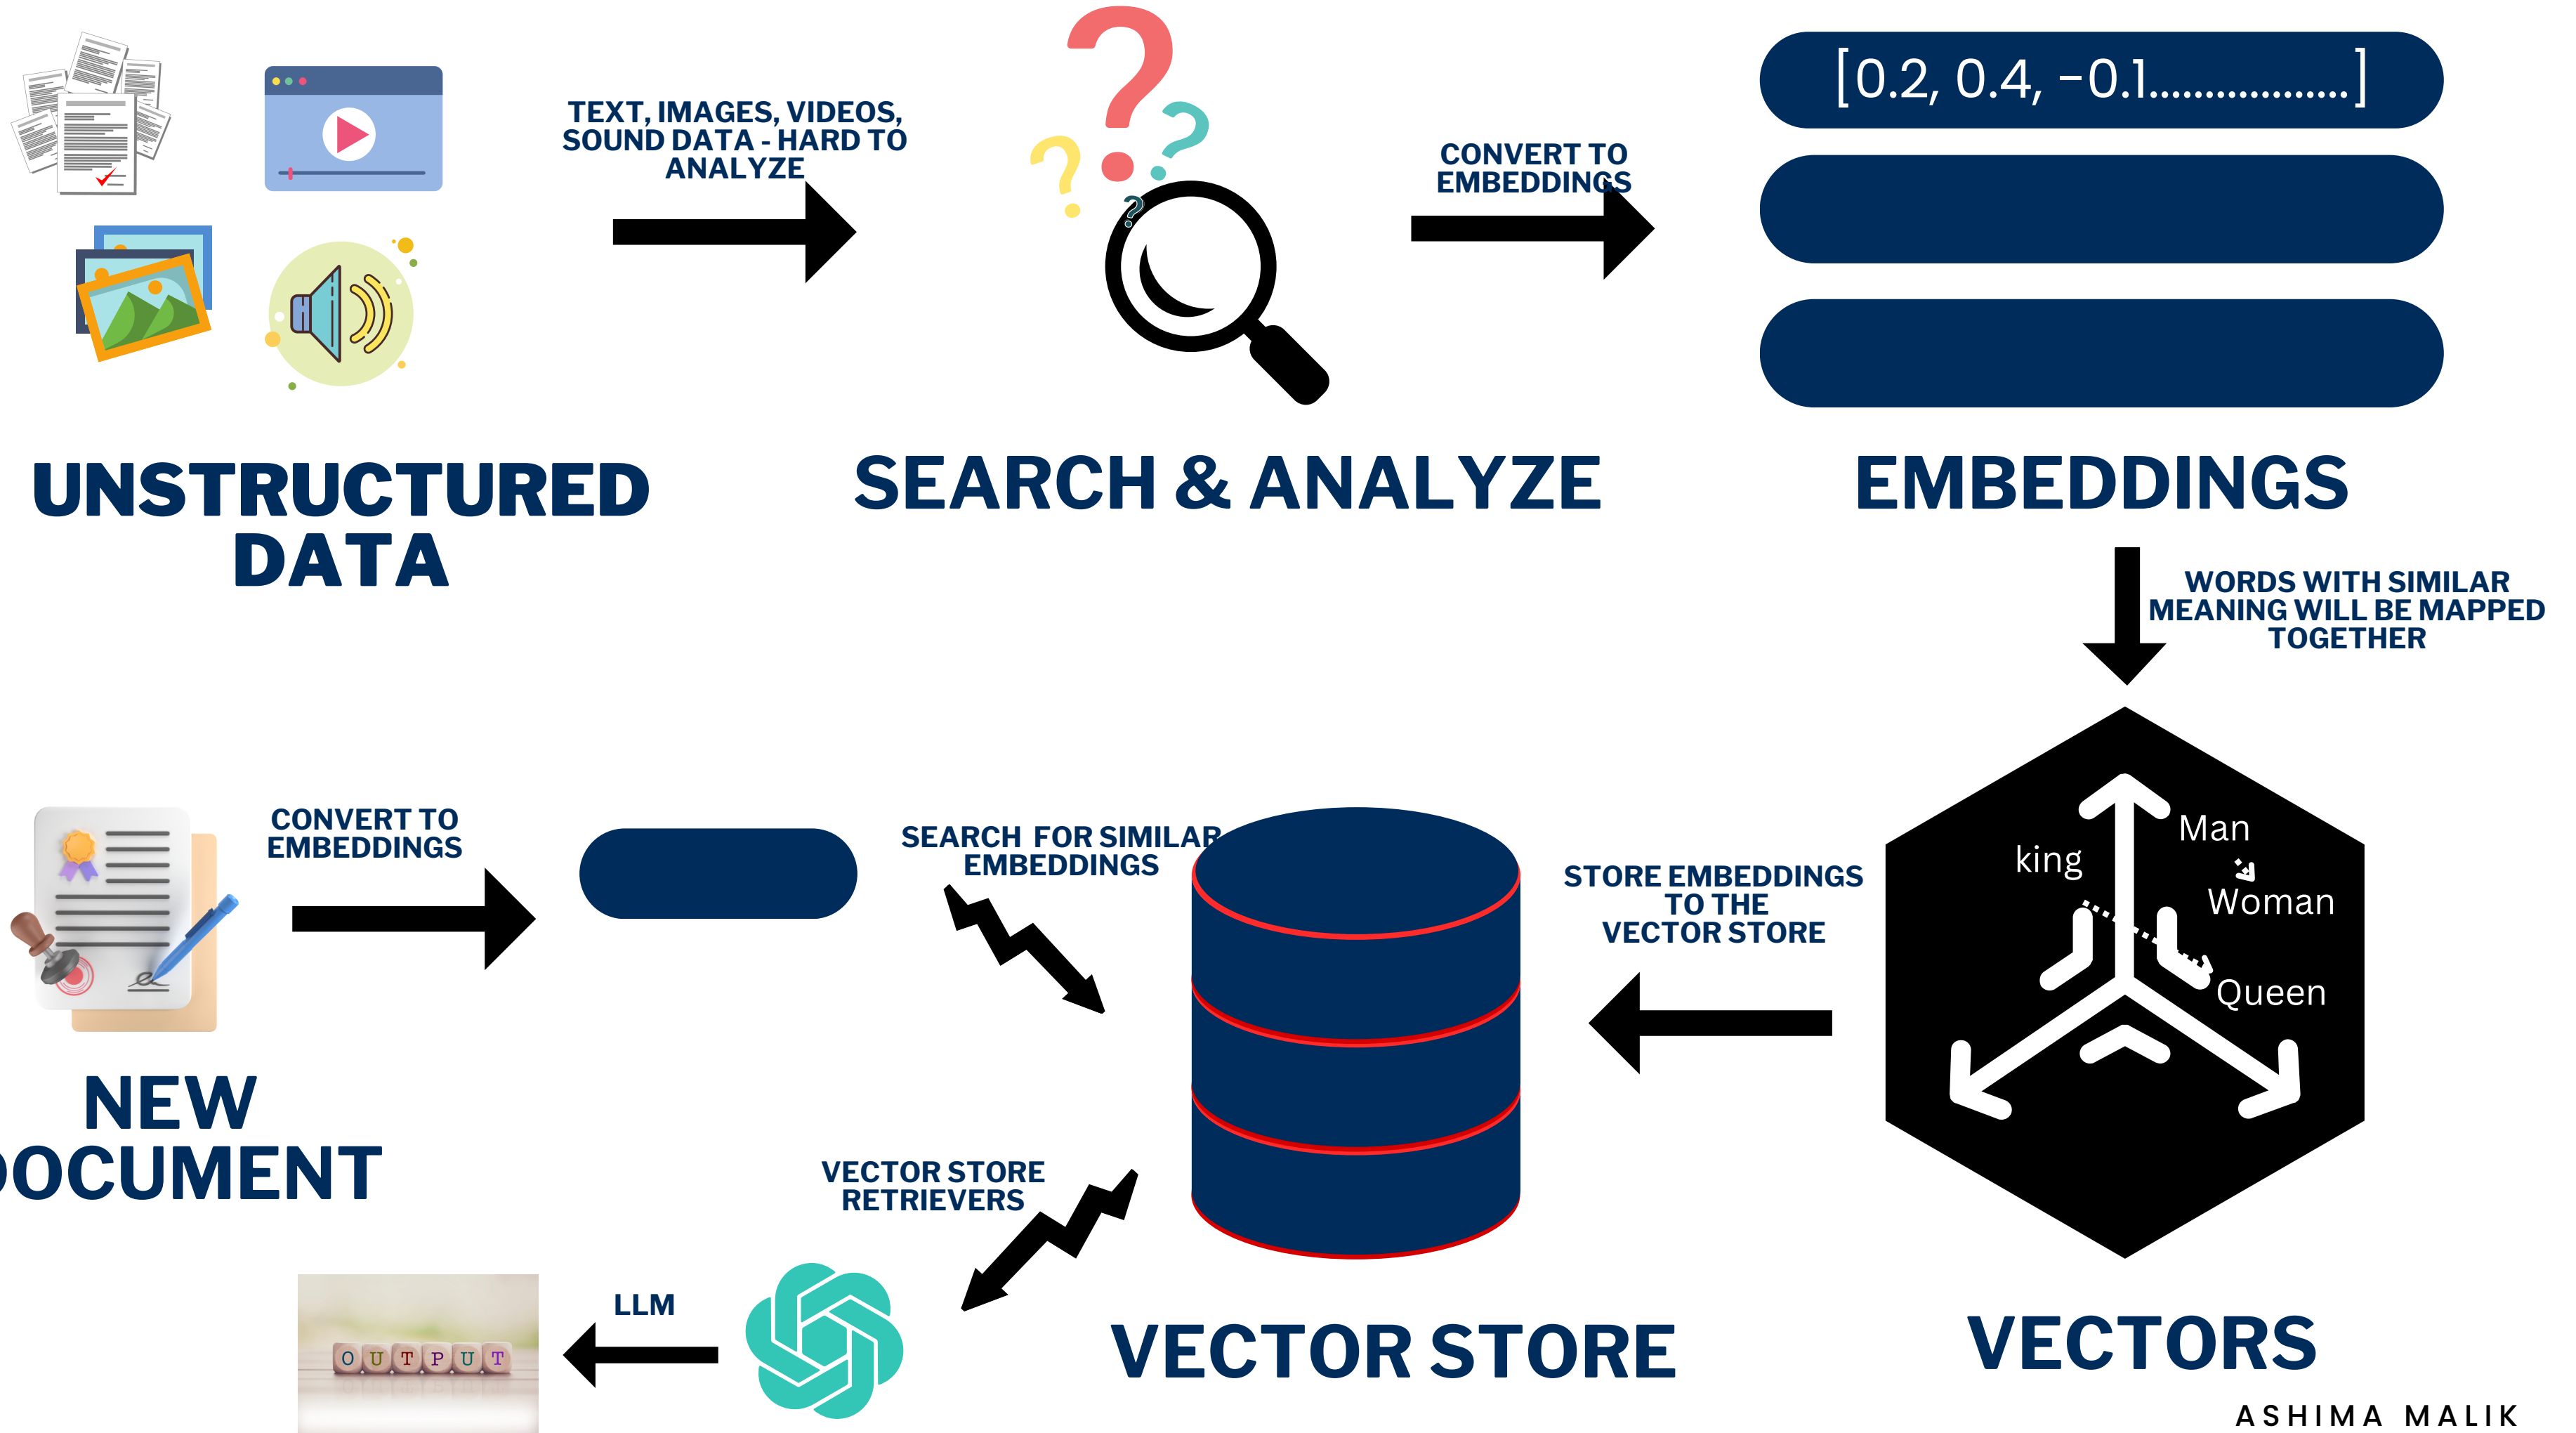 TEXT, IMAGES, VIDEOS,
SOUND DATA - HARD TO
ANALYZE
CONVERT TO
EMBEDDINGS
[0.2, 0.4, -0.1..................]
UNSTRUCTURED
DATA
SEARCH & ANALYZE
EMBEDDINGS
WORDS WITH SIMILAR
MEANING WILL BE MAPPED
TOGETHER
CONVERT TO
EMBEDDINGS
SEARCH FOR SIMILAR
EMBEDDINGS
STORE EMBEDDINGS
TO THE
VECTOR STORE
Man
king
Woman
Queen
NEW
DOCUMENT
VECTOR STORE
RETRIEVERS
LLM
OUTPUT
VECTOR STORE
VECTORS
ASHIMA MALIK